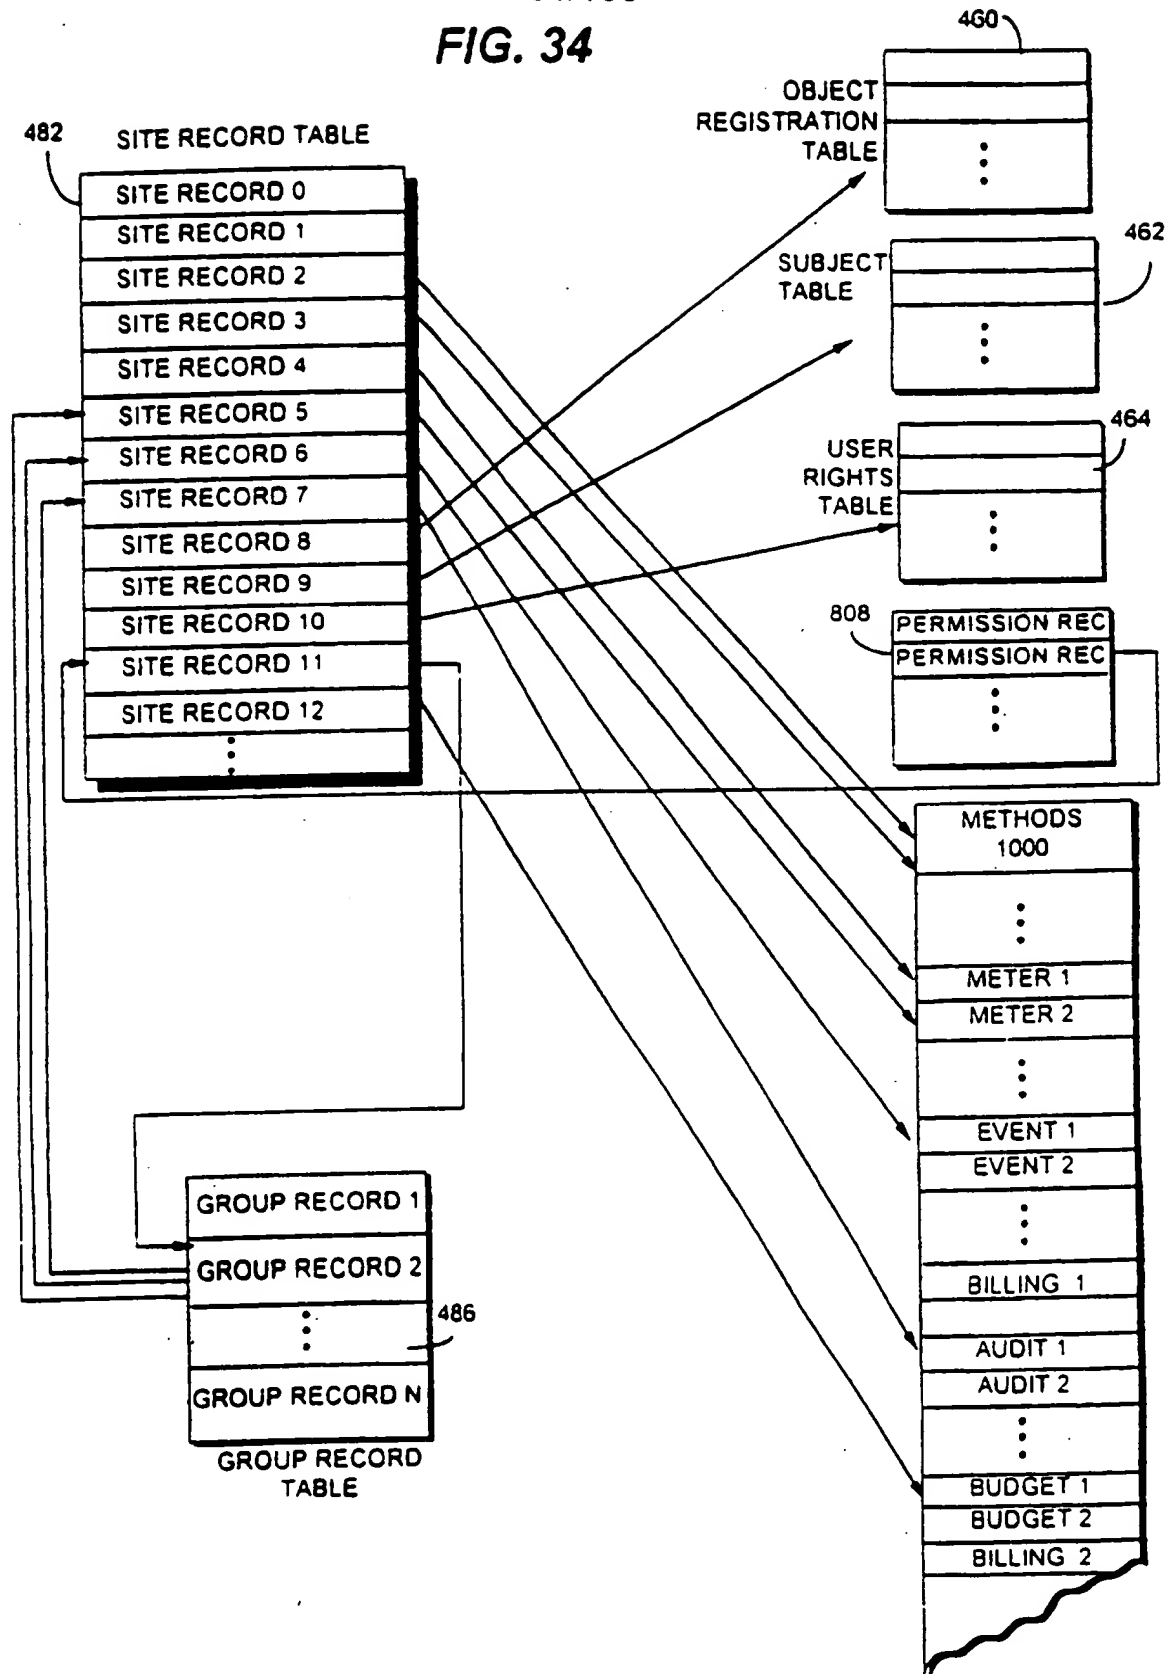 FIG. 34
482
SITE RECORD TABLE
SITE RECORD 0
SITE RECORD 1
SITE RECORD 2
SITE RECORD 3
SITE RECORD 4
SITE RECORD 5
SITE RECORD 6
SITE RECORD 7
SITE RECORD 8
SITE RECORD 9
SITE RECORD 10
SITE RECORD 11
SITE RECORD 12
460
OBJECT
REGISTRATION
TABLE
462
SUBJECT
TABLE
464
USER
RIGHTS
TABLE
808
PERMISSION REC
PERMISSION REC
METHODS
1000
METER 1
METER 2
EVENT 1
EVENT 2
BILLING 1
AUDIT 1
AUDIT 2
BUDGET 1
BUDGET 2
BILLING 2
GROUP RECORD 1
GROUP RECORD 2
486
GROUP RECORD N
GROUP RECORD
TABLE